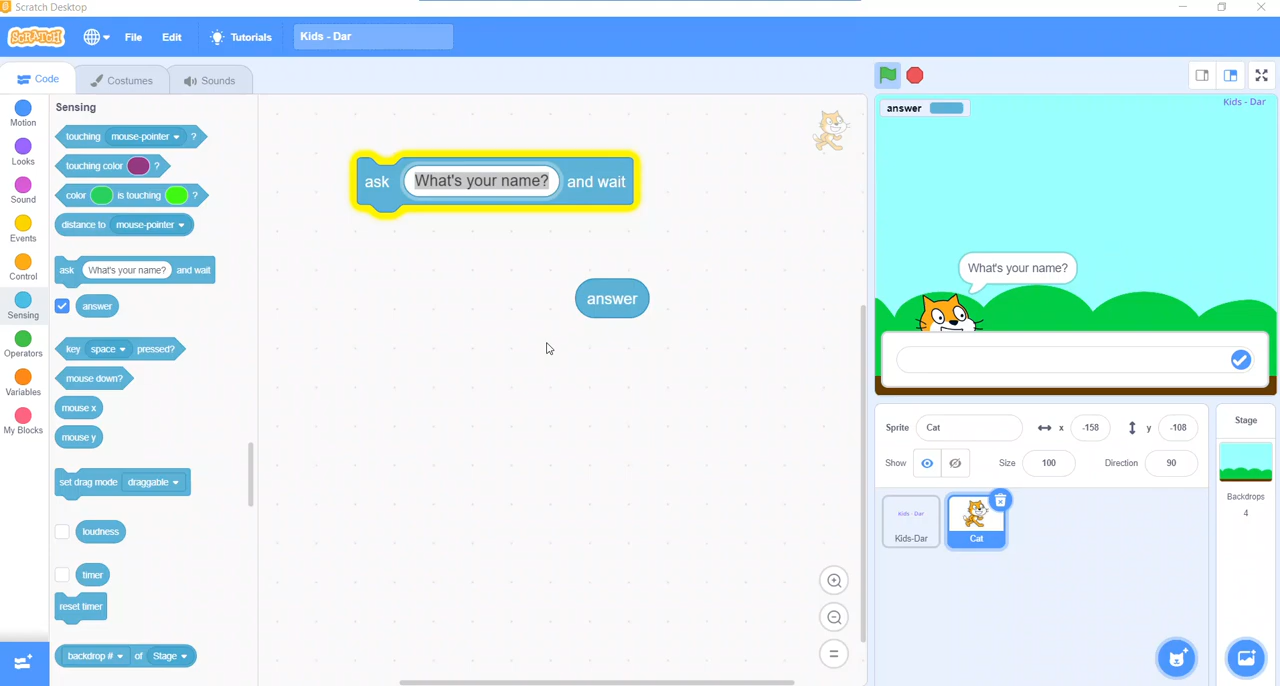 Scratch Desktop
SCRATCH
File
Edit
Tutorials
Kids - Dar
Code
Costumes
Sounds
Motion
Looks
Sound
Events
Control
Sensing
Operators
Variables
My Blocks
Sensing
touching mouse-pointer ?
touching color ?
color is touching ?
distance to mouse-pointer
ask What's your name? and wait
answer
key space pressed?
mouse down?
mouse x
mouse y
set drag mode draggable
loudness
timer
reset timer
backdrop # of Stage
ask What's your name? and wait
answer
answer
Kids - Dar
What's your name?
Sprite Cat x -158 y -108
Show Size 100 Direction 90
Kids - Dar
Kids-Dar
Cat
Stage
Backdrops
4